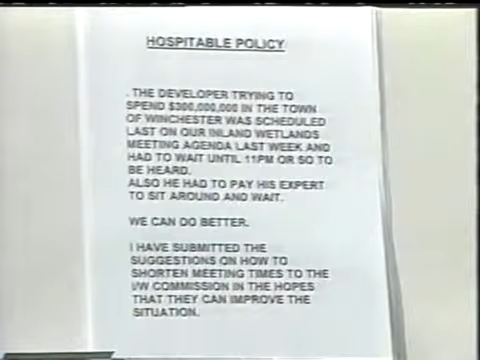 HOSPITABLE POLICY
. THE DEVELOPER TRYING TO
SPEND $300,000,000 IN THE TOWN
OF WINCHESTER WAS SCHEDULED
LAST ON OUR INLAND WETLANDS
MEETING AGENDA LAST WEEK AND
HAD TO WAIT UNTIL 11PM OR SO TO
BE HEARD.
ALSO HE HAD TO PAY HIS EXPERT
TO SIT AROUND AND WAIT.
WE CAN DO BETTER.
I HAVE SUBMITTED THE
SUGGESTIONS ON HOW TO
SHORTEN MEETING TIMES TO THE
I/W COMMISSION IN THE HOPES
THAT THEY CAN IMPROVE THE
SITUATION.